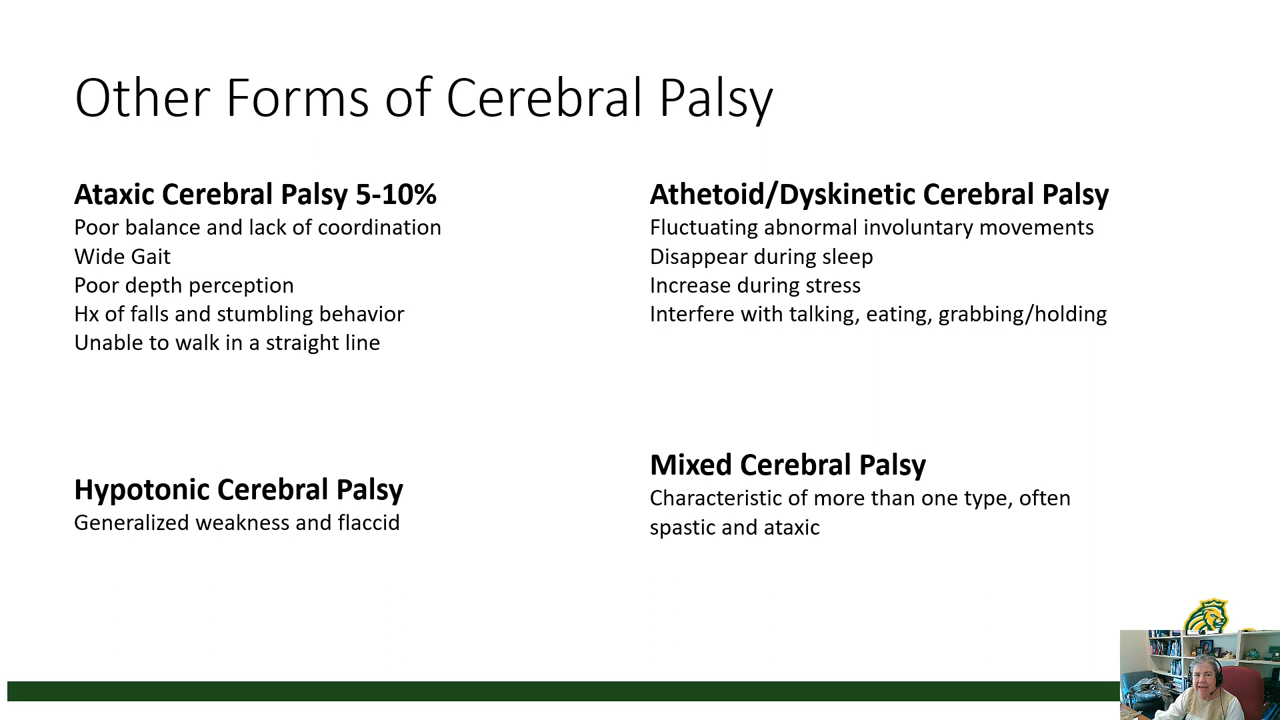 Other Forms of Cerebral Palsy
Ataxic Cerebral Palsy 5-10%
Poor balance and lack of coordination
Wide Gait
Poor depth perception
Hx of falls and stumbling behavior
Unable to walk in a straight line
Athetoid/Dyskinetic Cerebral Palsy
Fluctuating abnormal involuntary movements
Disappear during sleep
Increase during stress
Interfere with talking, eating, grabbing/holding
Hypotonic Cerebral Palsy
Generalized weakness and flaccid
Mixed Cerebral Palsy
Characteristic of more than one type, often
spastic and ataxic